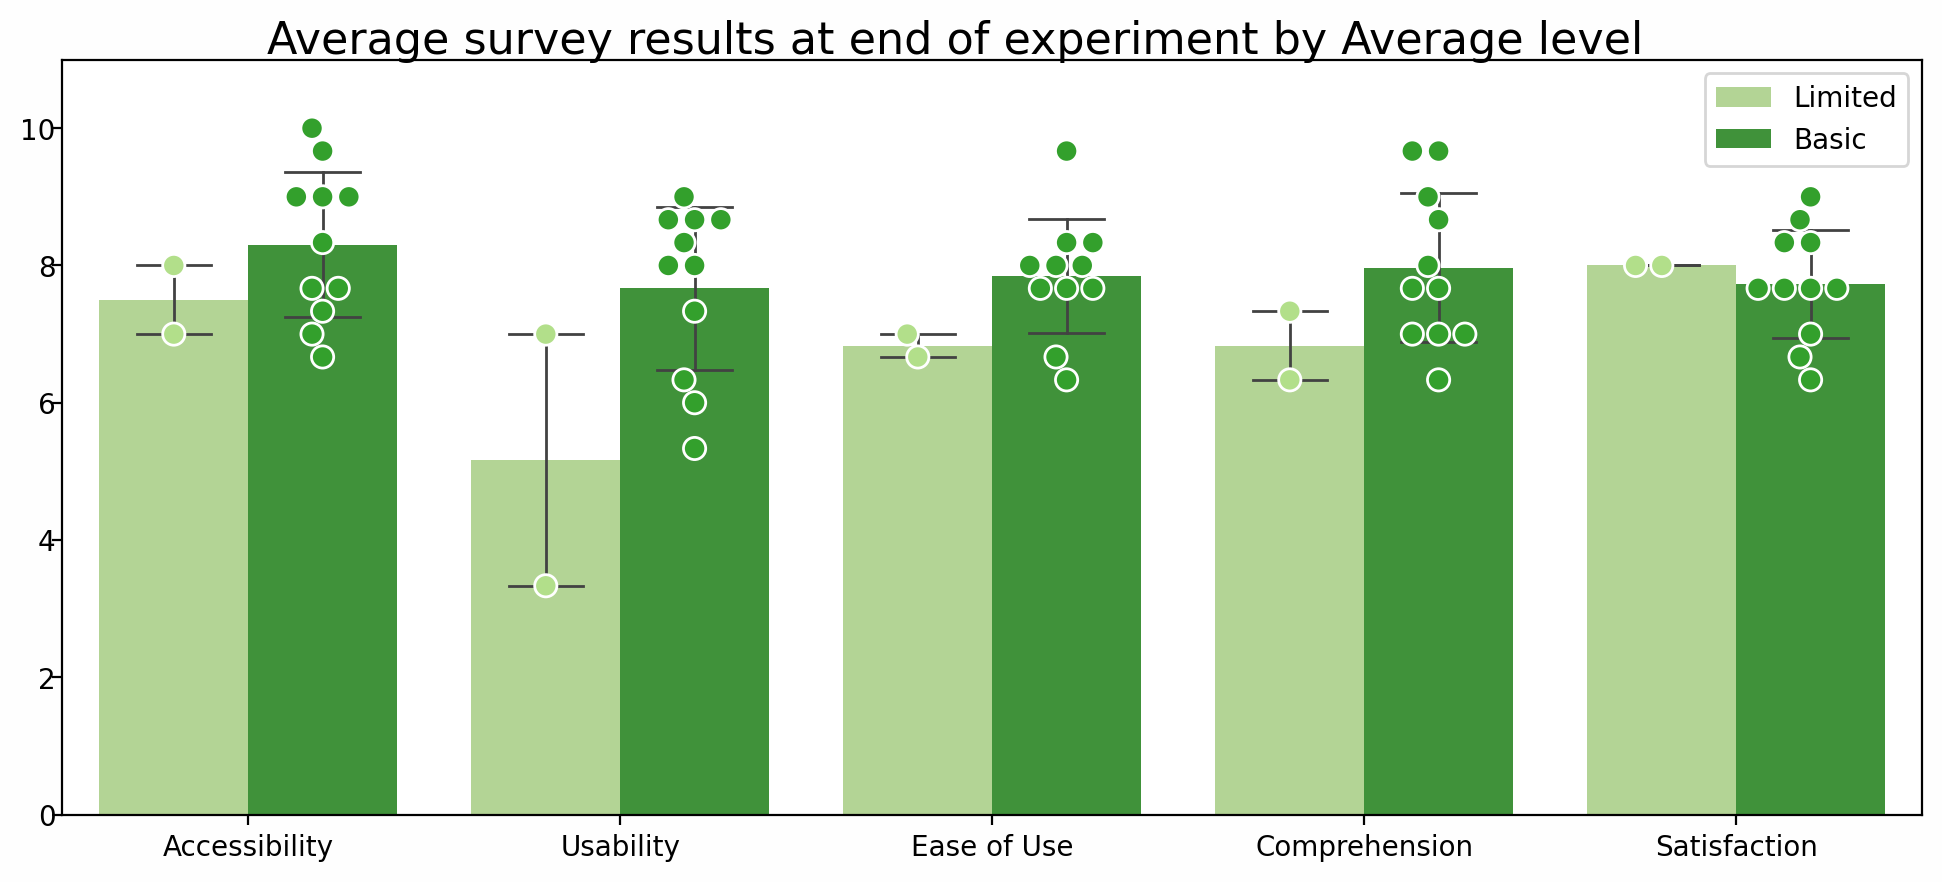 Average survey results at end of experiment by Average level
Limited
Basic
10
8
6
4
2
0
Accessibility
Usability
Ease of Use
Comprehension
Satisfaction